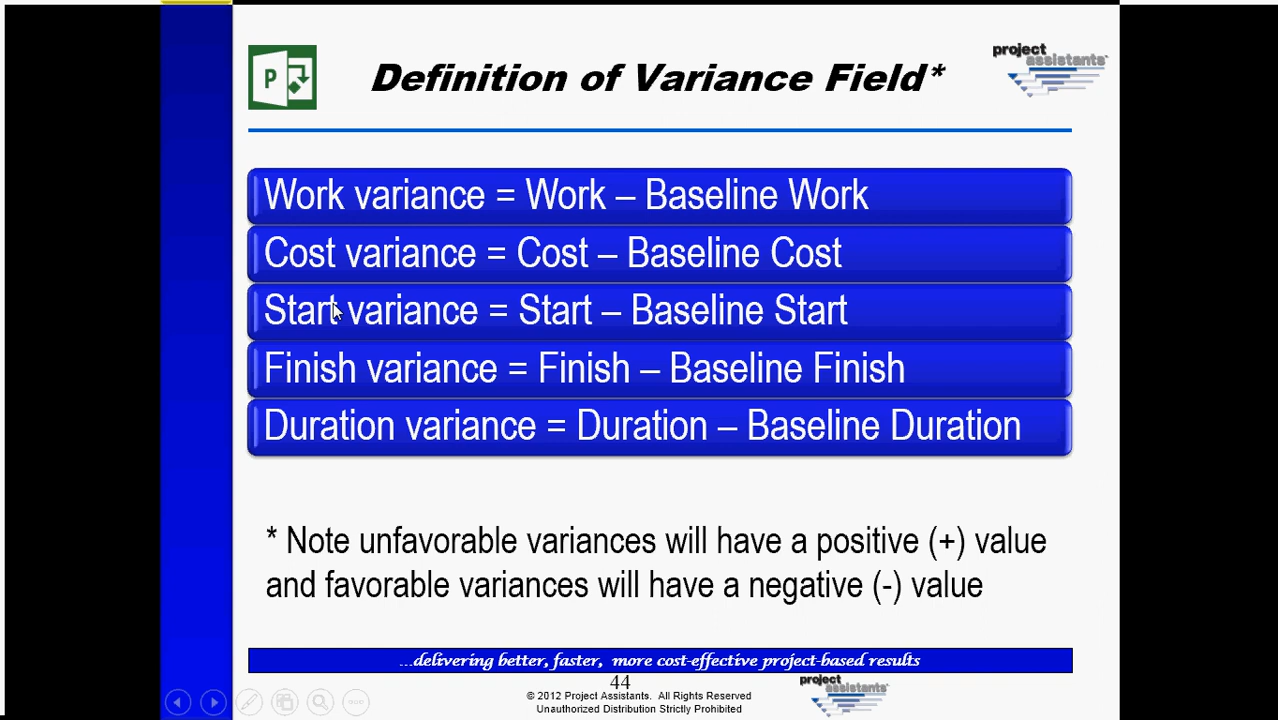 P
Definition of Variance Field*
project
assistants
Work variance = Work – Baseline Work
Cost variance = Cost – Baseline Cost
Start variance = Start – Baseline Start
Finish variance = Finish – Baseline Finish
Duration variance = Duration – Baseline Duration
* Note unfavorable variances will have a positive (+) value
and favorable variances will have a negative (-) value
...delivering better, faster, more cost-effective project-based results
44
© 2012 Project Assistants. All Rights Reserved
Unauthorized Distribution Strictly Prohibited
project
assistants